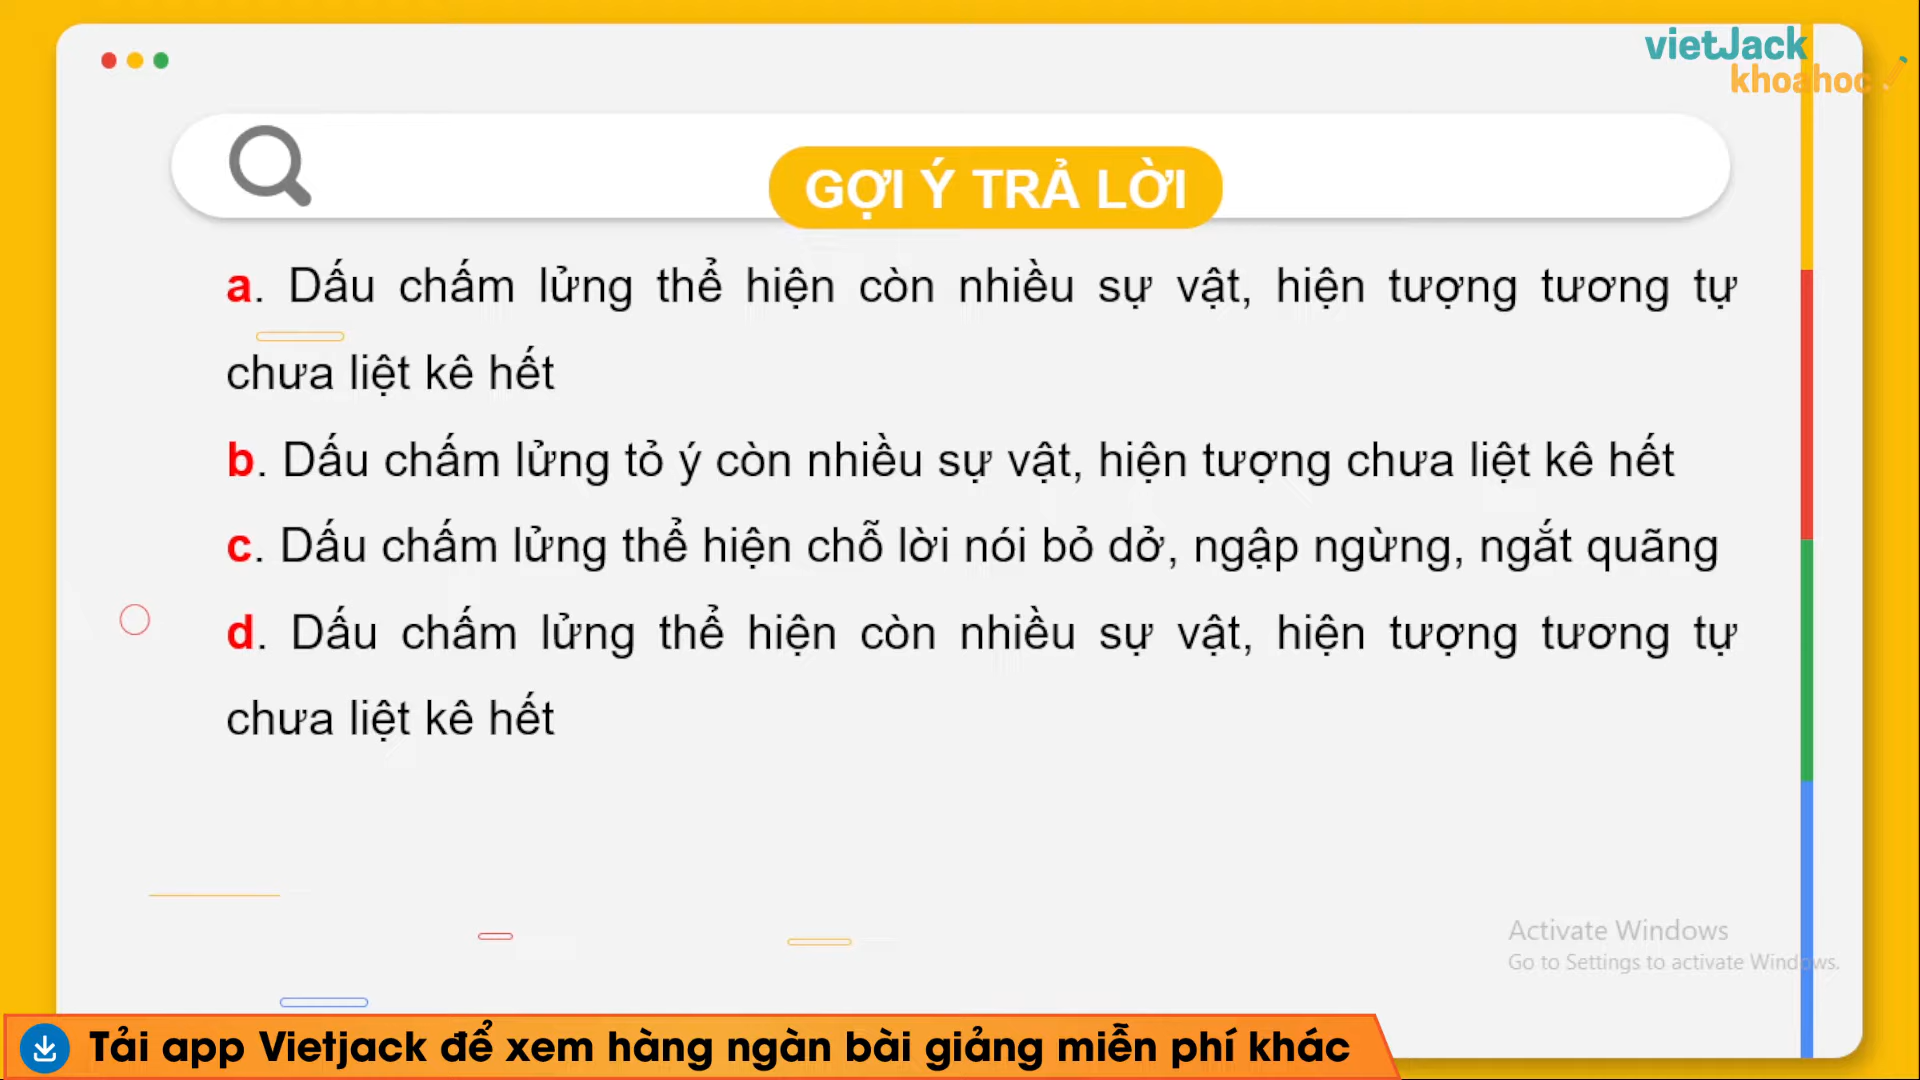 vietJack
khoahoc
GỢI Ý TRẢ LỜI
a. Dấu chấm lửng thể hiện còn nhiều sự vật, hiện tượng tương tự
chưa liệt kê hết
b. Dấu chấm lửng tỏ ý còn nhiều sự vật, hiện tượng chưa liệt kê hết
c. Dấu chấm lửng thể hiện chỗ lời nói bỏ dở, ngập ngừng, ngắt quãng
d. Dấu chấm lửng thể hiện còn nhiều sự vật, hiện tượng tương tự
chưa liệt kê hết
Activate Windows
Go to Settings to activate Windows.
Tải app Vietjack để xem hàng ngàn bài giảng miễn phí khác